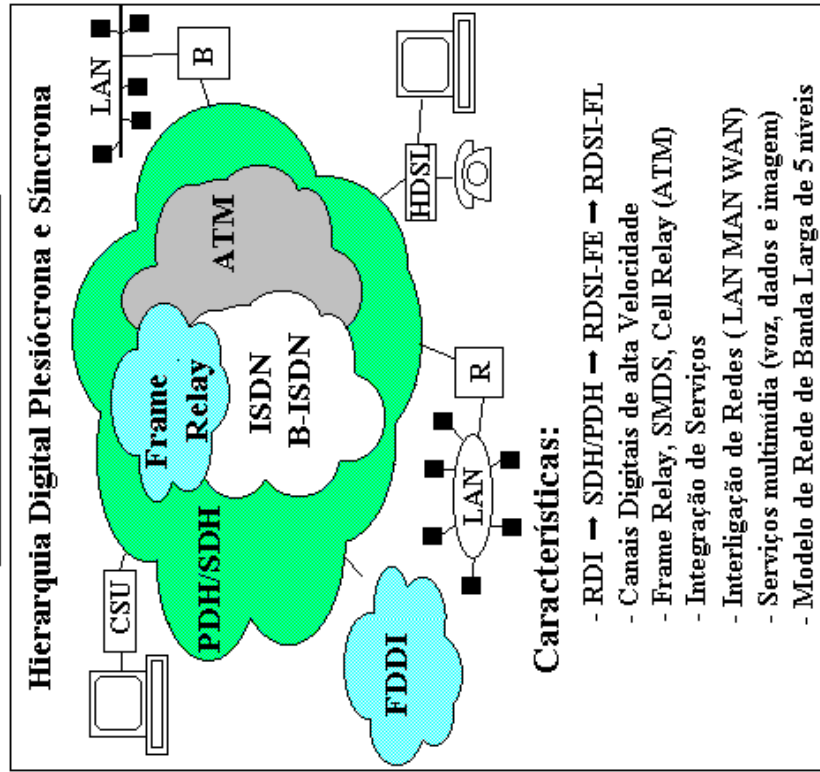 Hierarquia Digital Plesiócrona e Síncrona
CSU
LAN
B
PDH/SDH
Frame
Relay
ATM
ISDN
B-ISDN
HDSL
FDDI
LAN
R
Características:
- RDI → SDH/PDH → RDSI-FE → RDSI-FL
- Canais Digitais de alta Velocidade
- Frame Relay, SMDS, Cell Relay (ATM)
- Integração de Serviços
- Interligação de Redes ( LAN MAN WAN)
- Serviços multimídia (voz, dados e imagem)
- Modelo de Rede de Banda Larga de 5 níveis